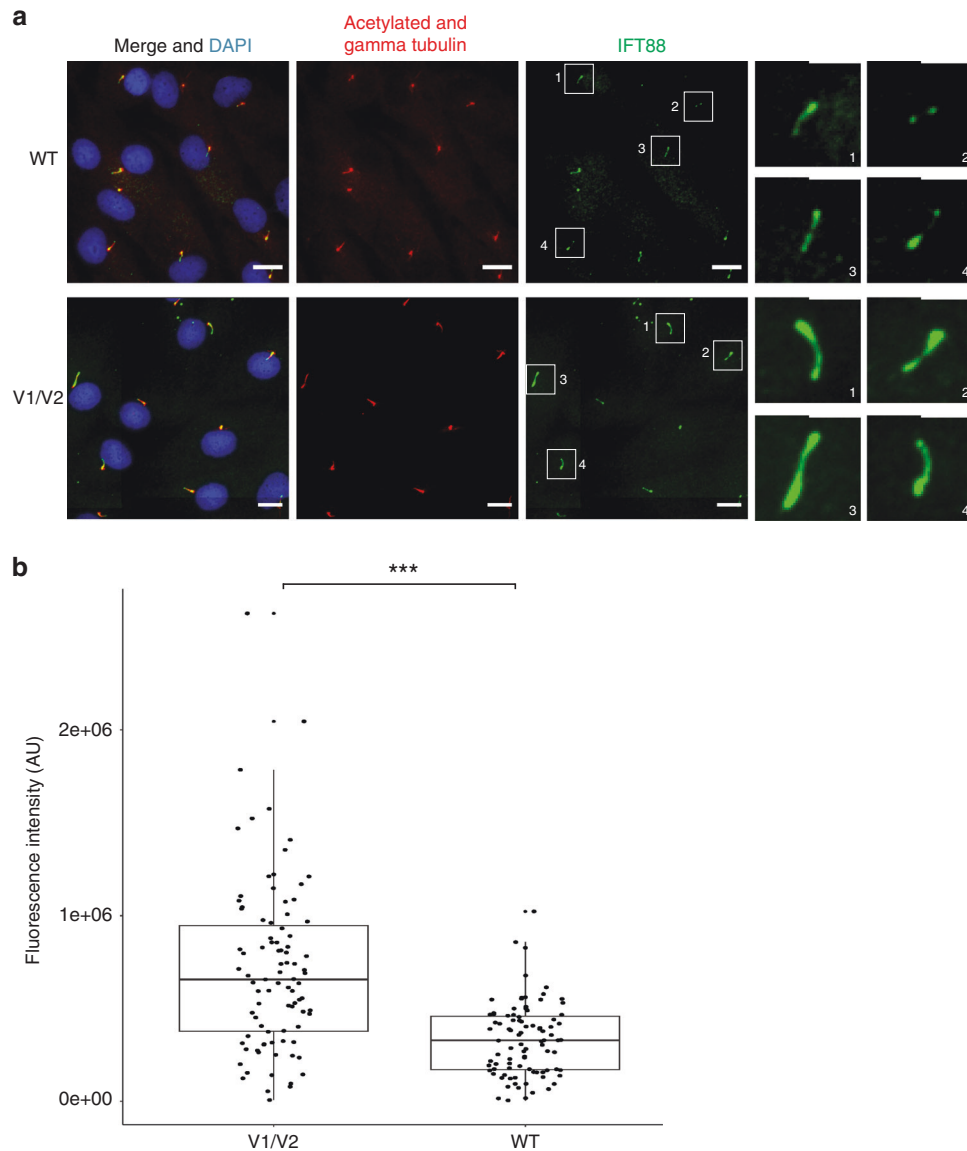 a
Merge and DAPI
Acetylated and
gamma tubulin
IFT88
WT
1
2
3
4
1
2
3
4
V1/V2
1
2
3
4
1
2
3
4
b
***
Fluorescence intensity (AU)
2e+06
1e+06
0e+00
V1/V2
WT